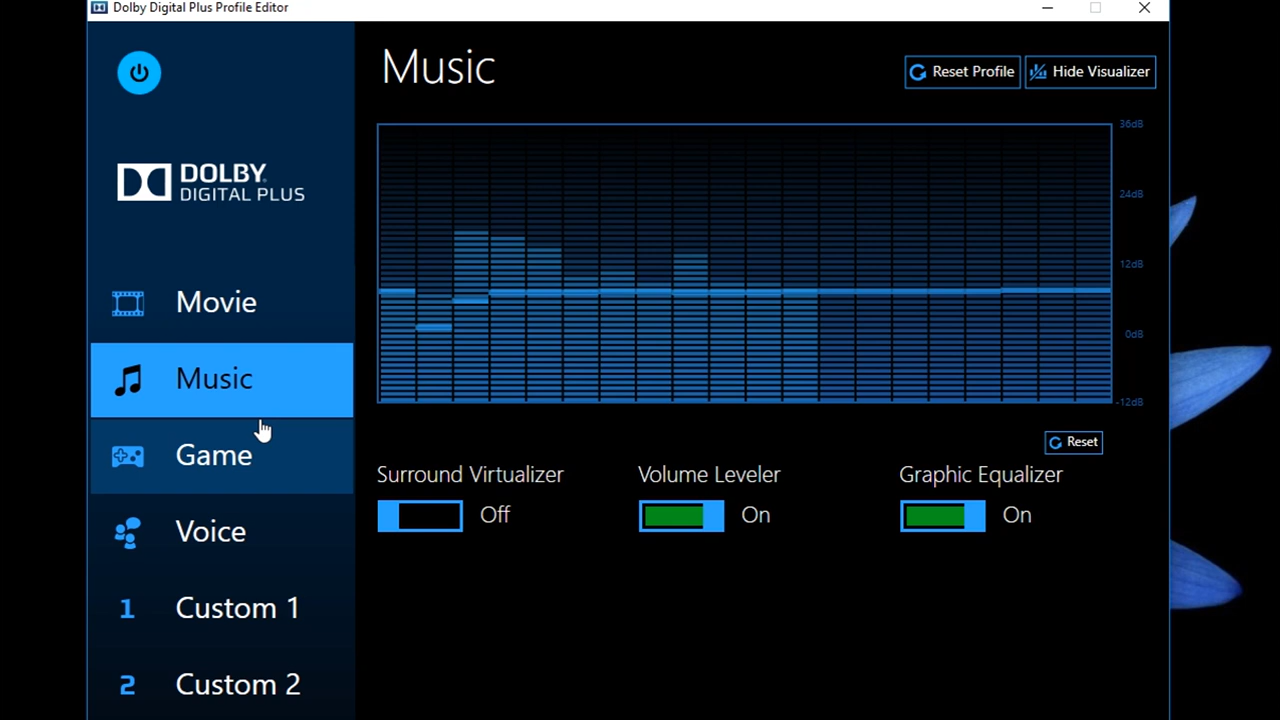 Dolby Digital Plus Profile Editor
Music
Reset Profile
Hide Visualizer
DOLBY
DIGITAL PLUS
36dB
24dB
12dB
0dB
-12dB
Movie
Music
Game
Voice
1 Custom 1
2 Custom 2
Reset
Surround Virtualizer
Off
Volume Leveler
On
Graphic Equalizer
On